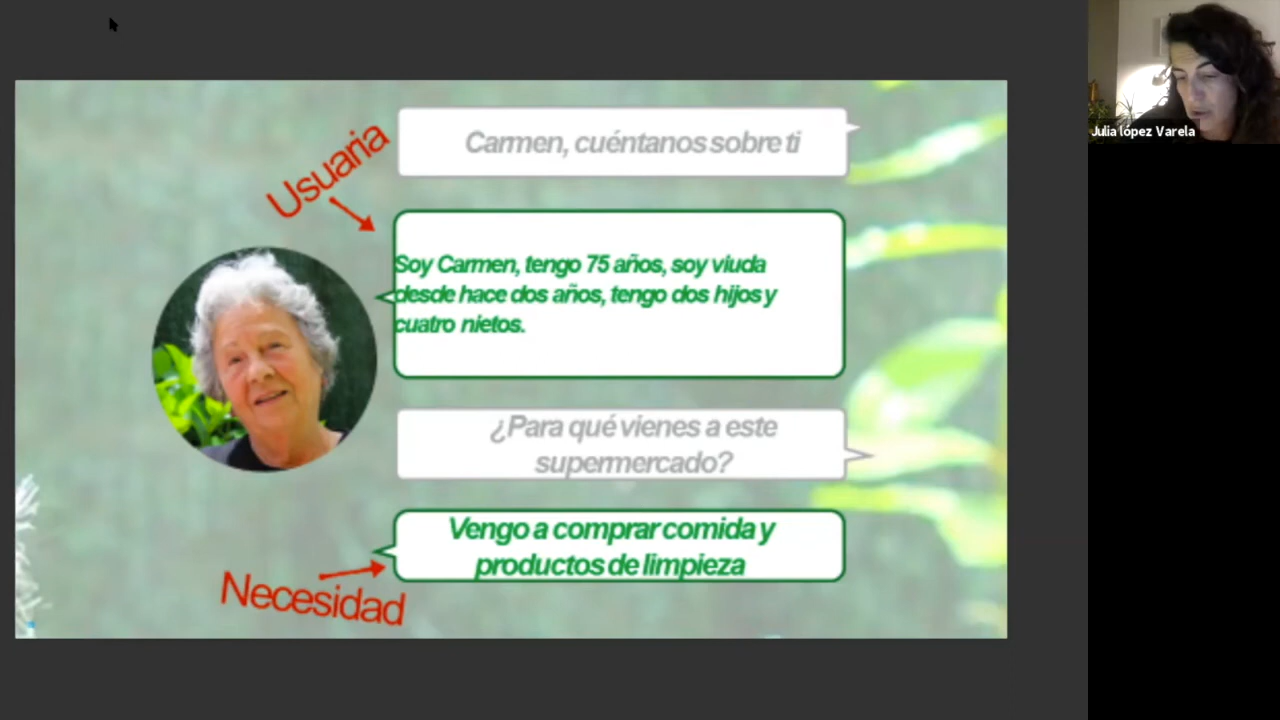 Carmen, cuéntanos sobre ti
Usuaria
Soy Carmen, tengo 75 años, soy viuda
desde hace dos años, tengo dos hijos y
cuatro nietos.
¿Para qué vienes a este
supermercado?
Vengo a comprar comida y
productos de limpieza
Necesidad
Julia lópez Varela